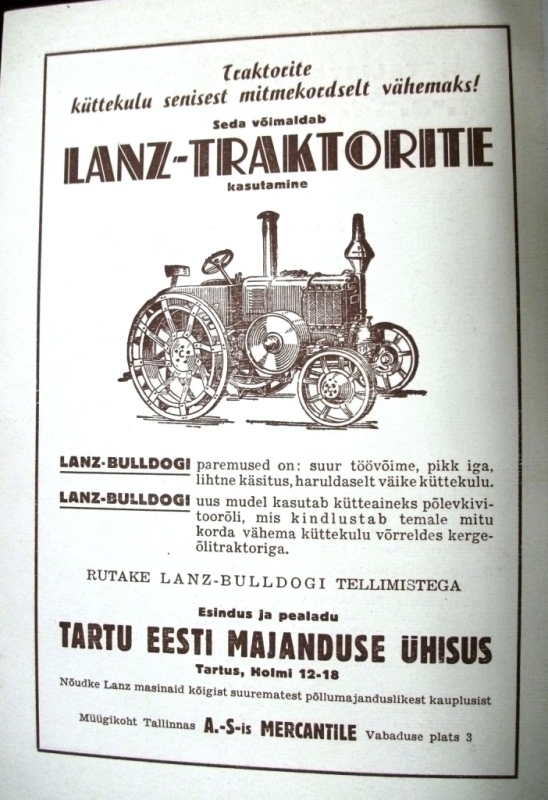 Traktorite
küttekulu senisest mitmekordselt vähemaks!
Seda võimaldab
LANZ-TRAKTORITE
kasutamine
LANZ-BULLDOGI paremused on: suur töövõime, pikk iga,
lihtne käsitus, haruldaselt väike küttekulu.
LANZ-BULLDOGI uus mudel kasutab kütteaineks põlevkivi-
toorõli, mis kindlustab temale mitu
korda vähema küttekulu võrreldes kerge-
õlitraktoriga.
RUTAKE LANZ-BULLDOGI TELLIMISTEGA
Esindus ja pealadu
TARTU EESTI MAJANDUSE ÜHISUS
Tartus, Holmi 12-18
Nõudke Lanz masinaid kõigist suurematest põllumajanduslikest kauplusist
Müügikoht Tallinnas A.-S-is MERCANTILE Vabaduse plats 3